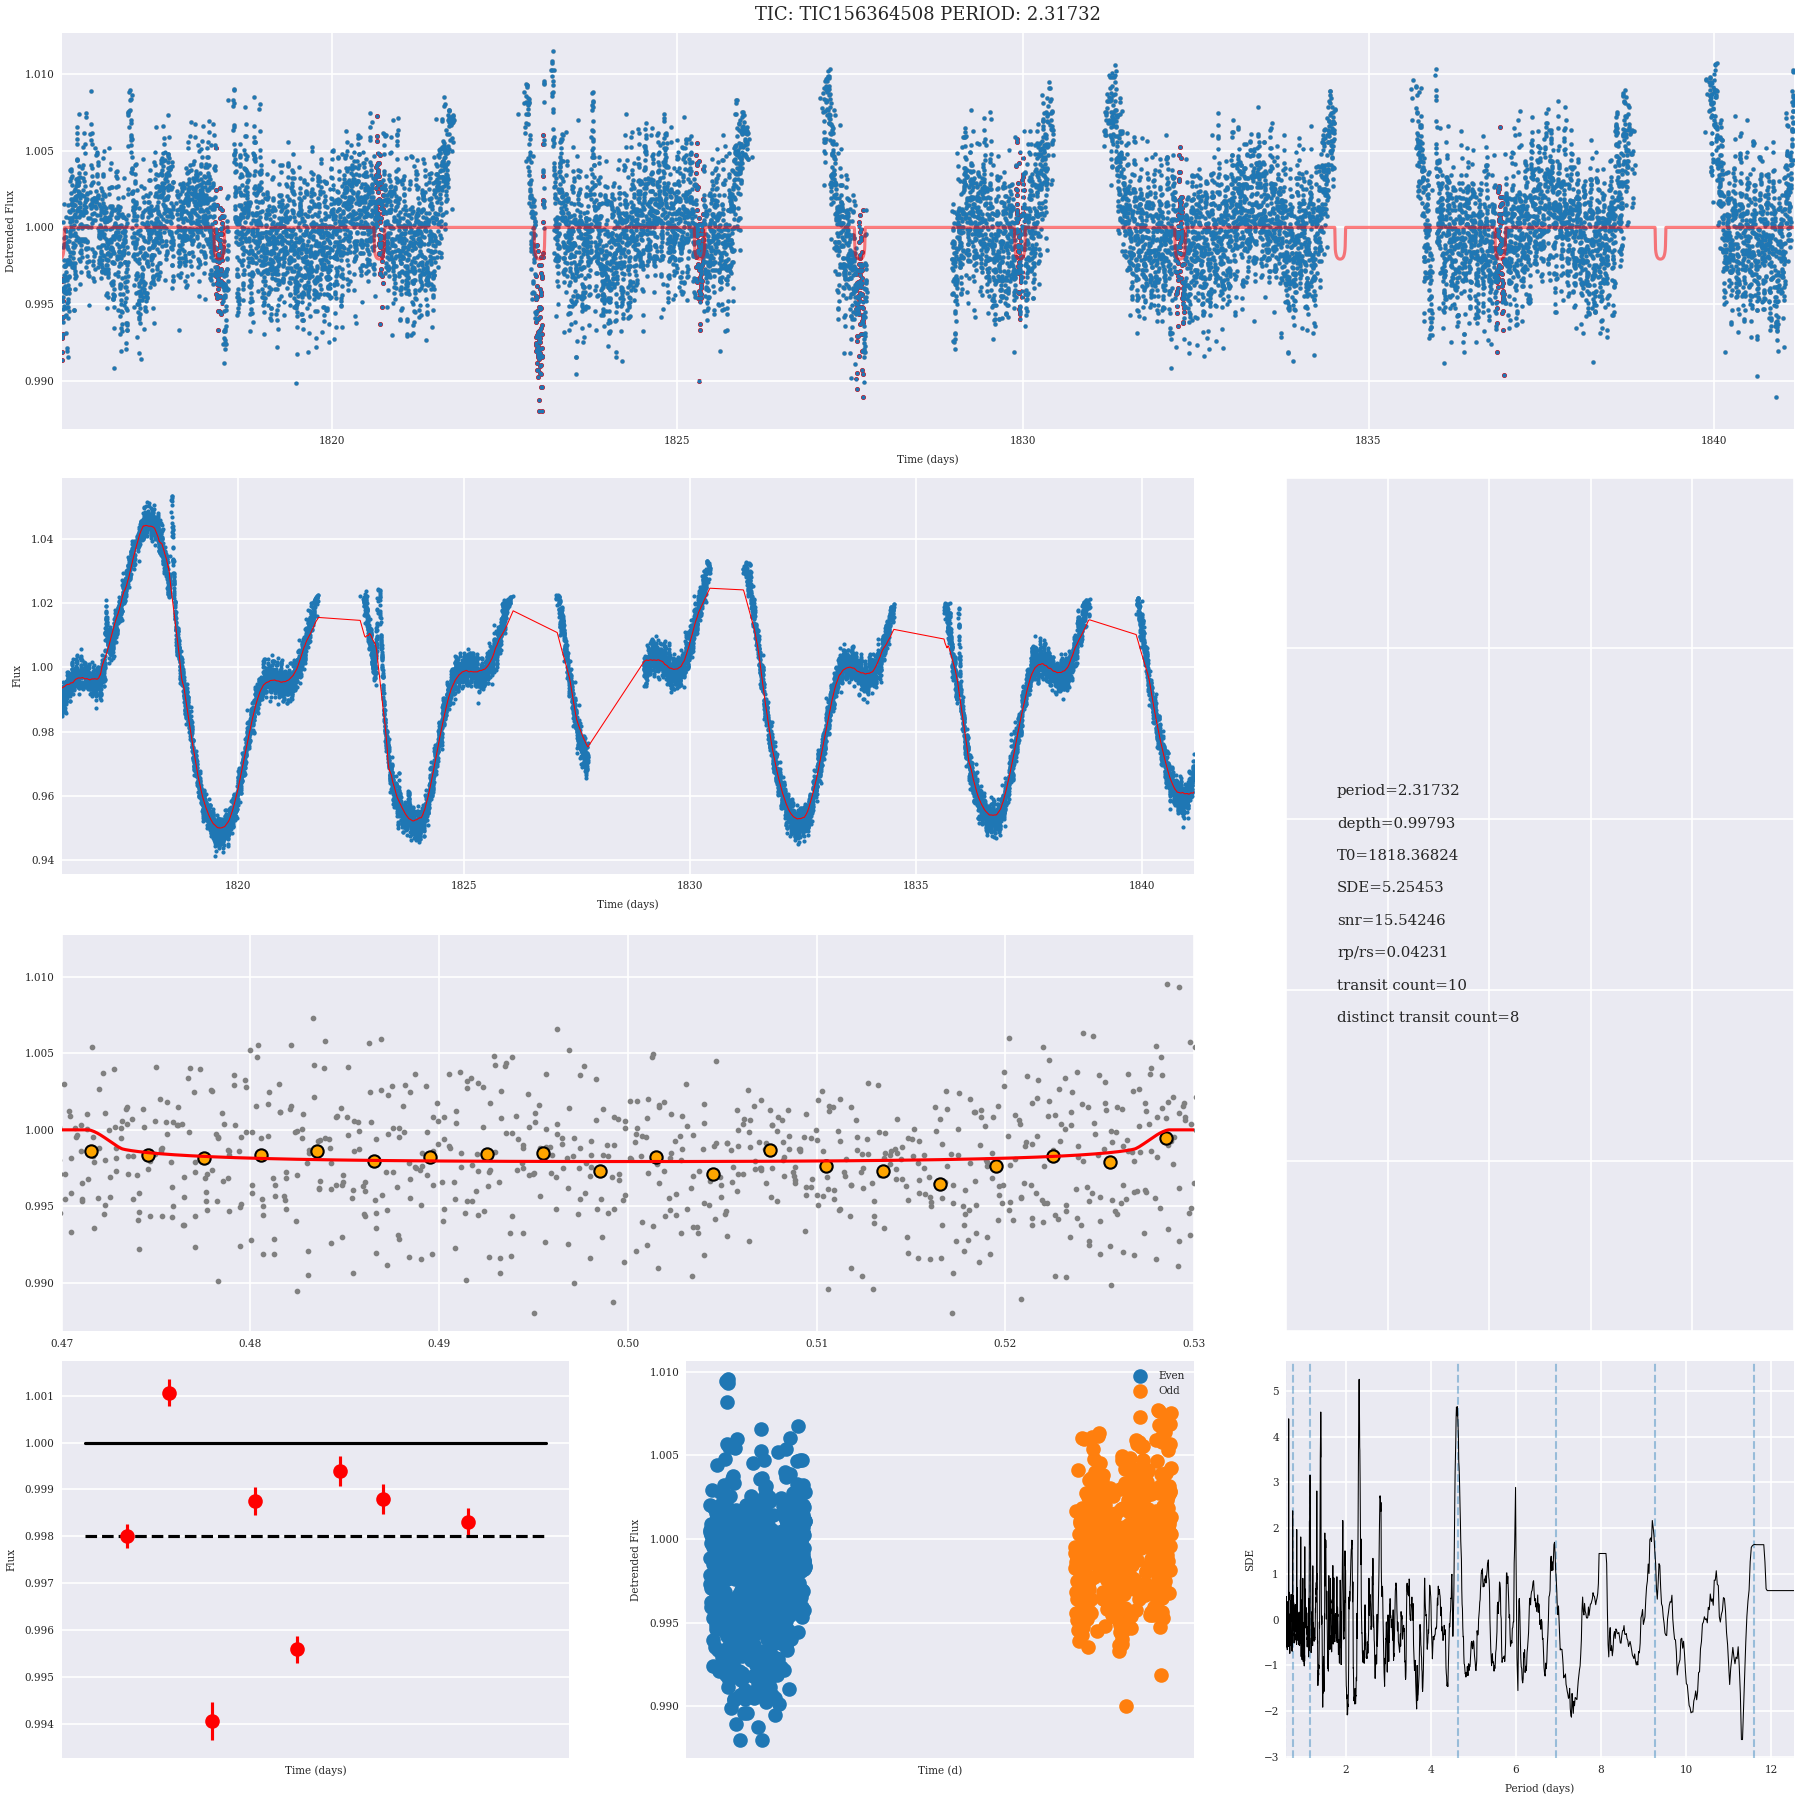 TIC: TIC156364508 PERIOD: 2.31732
1.010
1.005
1.000
0.995
0.990
Detrended Flux
1820
1825
1830
1835
1840
Time (days)
1.04
1.02
1.00
0.98
0.96
0.94
Flux
1820
1825
1830
1835
1840
Time (days)
period=2.31732
depth=0.99793
T0=1818.36824
SDE=5.25453
snr=15.54246
rp/rs=0.04231
transit count=10
distinct transit count=8
1.010
1.005
1.000
0.995
0.990
0.47
0.48
0.49
0.50
0.51
0.52
0.53
1.001
1.000
0.999
0.998
0.997
0.996
0.995
0.994
Flux
Time (days)
1.010
1.005
1.000
0.995
0.990
Detrended Flux
Even
Odd
Time (d)
5
4
3
2
1
0
−1
−2
−3
SDE
2
4
6
8
10
12
Period (days)